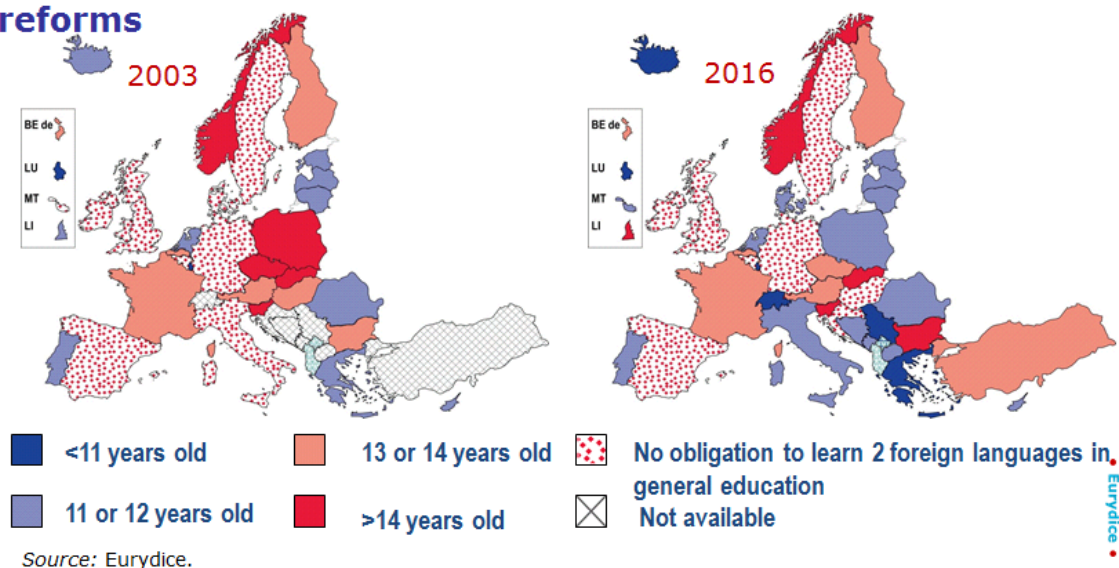 reforms
2003
2016
BE de
LU
MT
LI
BE de
LU
MT
LI
<11 years old
13 or 14 years old
No obligation to learn 2 foreign languages in
general education
11 or 12 years old
>14 years old
Not available
Eurydice
Source: Eurydice.